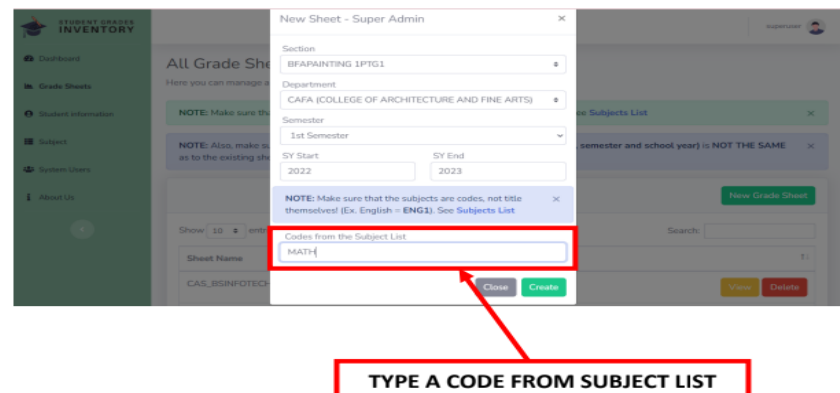 STUDENT GRADES
INVENTORY
Dashboard
Grade Sheets
Student Information
Subject
System Users
About Us
superuser
All Grade She
Here you can manage a
NOTE: Make sure tha
ee Subjects List
×
NOTE: Also, make su
, semester and school year) is NOT THE SAME
×
as to the existing she
New Grade Sheet
Show 10 entr
Search:
Sheet Name
CAS_BSINFOTECH
View Delete
New Sheet - Super Admin
×
Section
BFAPAINTING 1PTG1
Department
CAFA (COLLEGE OF ARCHITECTURE AND FINE ARTS)
Semester
1st Semester
SY Start SY End
2022 2023
NOTE: Make sure that the subjects are codes, not title
×
themselves! (Ex. English = ENG1). See Subjects List
Codes from the Subject List
MATH
Close Create
TYPE A CODE FROM SUBJECT LIST